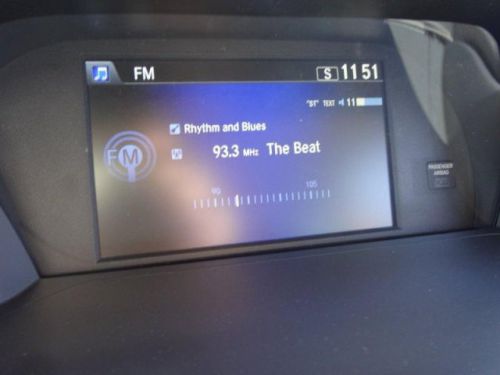 FM S 11 51
"ST" TEXT 11
Rhythm and Blues
FM 93.3 MHz The Beat
90 105
PASSENGER
AIRBAG